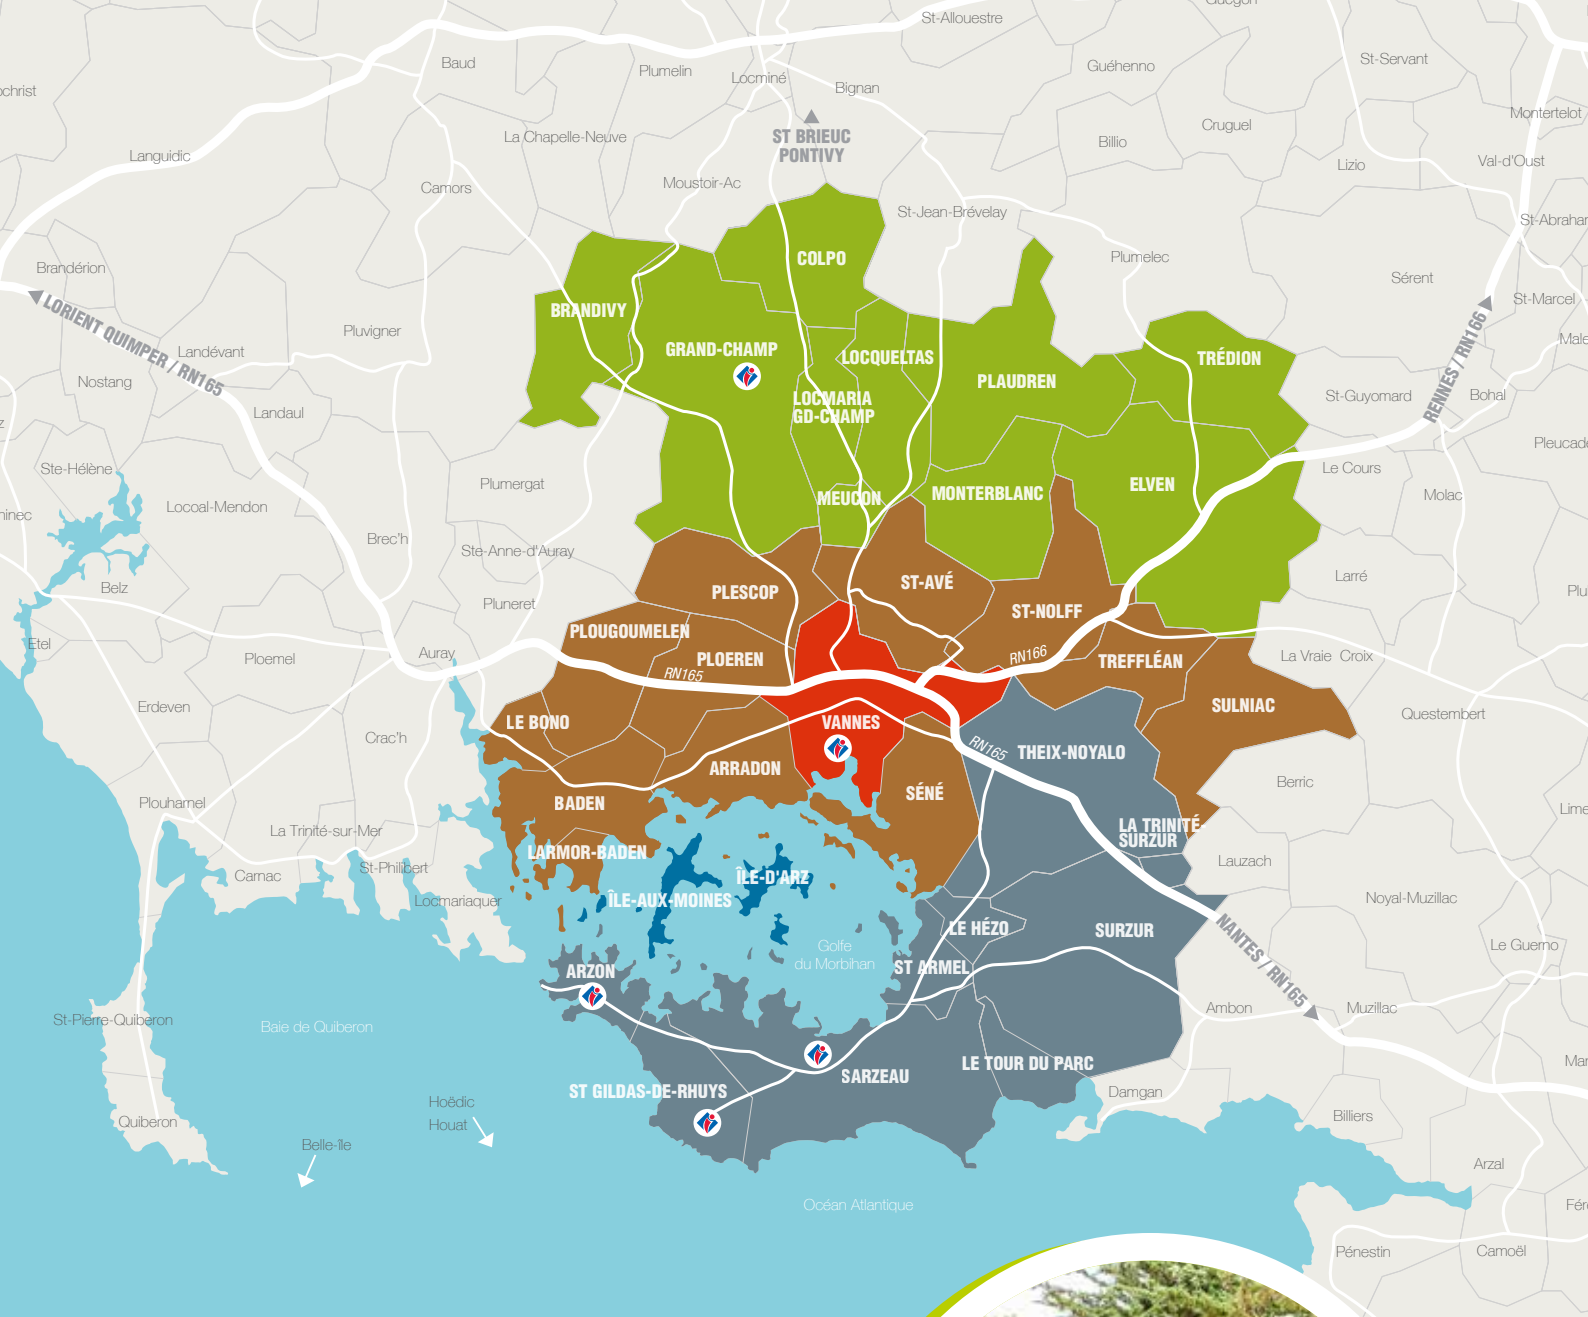 St-Allouestre
Baud
Plumelin
Locminé
Bignan
Guéhenno
St-Servant
Montertelot
La Chapelle-Neuve
ST BRIEUC
PONTIVY
Billio
Cruguel
Languidic
Lizio
Val-d'Oust
Camors
Moustoir-Ac
St-Jean-Brévelay
Plumelec
Brandérion
COLPO
Sérent
LORIENT QUIMPER / RN165
BRANDIVY
St-Marcel
Pluvigner
Landévant
GRAND-CHAMP
LOCQUELTAS
TRÉDION
RENNES / RN166
Nostang
PLAUDREN
St-Guyomard
Bohal
Landaul
LOCMARIA
GD-CHAMP
Ste-Hélène
Le Cours
Plumergat
MEUCON
MONTERBLANC
ELVEN
Molac
Locoal-Mendon
Brec'h
Ste-Anne-d'Auray
Larré
Belz
Pluneret
PLESCOP
ST-AVÉ
ST-NOLFF
Etel
Ploemel
Auray
PLOUGOUMELEN
PLOEREN
RN165
RN166
TREFFLÉAN
La Vraie Croix
Erdeven
Crac'h
LE BONO
VANNES
SULNIAC
Questembert
RN165
THEIX-NOYALO
ARRADON
SÉNÉ
Berric
Plouharnel
BADEN
La Trinité-sur-Mer
LA TRINITÉ-
SURZUR
LARMOR-BADEN
Lauzach
Carnac
St-Philibert
ÎLE-D'ARZ
Locmariaquer
ÎLE-AUX-MOINES
Noyal-Muzillac
LE HÉZO
SURZUR
NANTES / RN165
Le Guerno
Golfe
du Morbihan
ST ARMEL
ARZON
St-Pierre-Quiberon
Baie de Quiberon
Ambon
Muzillac
SARZEAU
LE TOUR DU PARC
ST GILDAS-DE-RHUYS
Damgan
Hoëdic
Houat
Quiberon
Belle-île
Billiers
Arzal
Océan Atlantique
Pénestin
Camoël